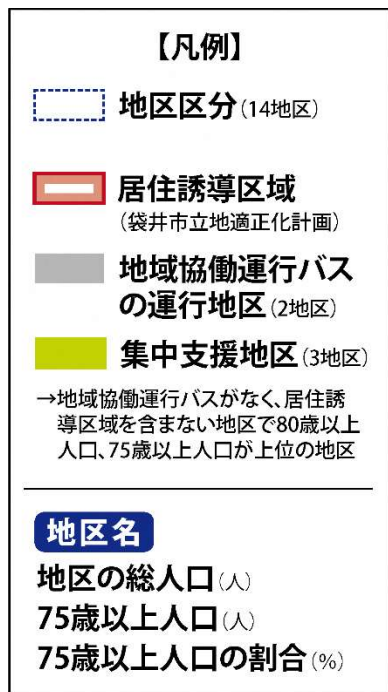 【凡例】
地区区分(14地区)
居住誘導区域
(袋井市立地適正化計画)
地域協働運行バス
の運行地区(2地区)
集中支援地区(3地区)
→地域協働運行バスがなく、居住誘
導区域を含まない地区で80歳以上
人口、75歳以上人口が上位の地区
地区名
地区の総人口(人)
75歳以上人口(人)
75歳以上人口の割合(%)